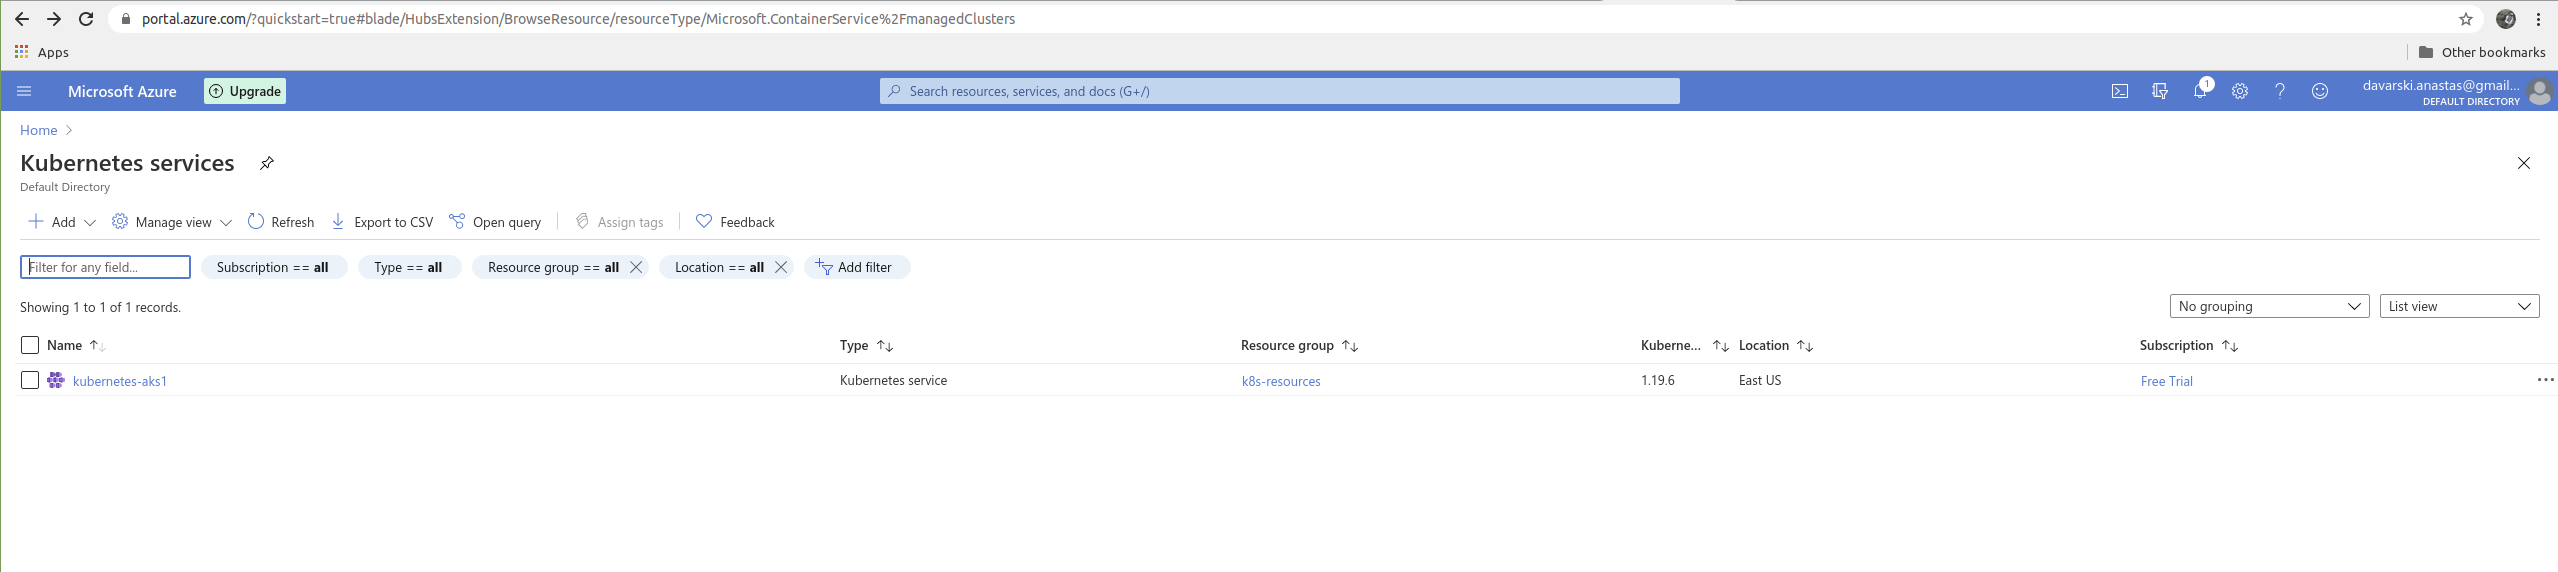 portal.azure.com/?quickstart=true#blade/HubsExtension/BrowseResource/resourceType/Microsoft.ContainerService%2FmanagedClusters
Apps Other bookmarks
Microsoft Azure Upgrade Search resources, services, and docs (G+/) 1 davarski.anastas@gmail...
DEFAULT DIRECTORY
Home
Kubernetes services
Default Directory
Add Manage view Refresh Export to CSV Open query Assign tags Feedback
Filter for any field... Subscription == all Type == all Resource group == all Location == all Add filter
Showing 1 to 1 of 1 records. No grouping List view
Name Type Resource group Kuberne... Location Subscription
kubernetes-aks1 Kubernetes service k8s-resources 1.19.6 East US Free Trial